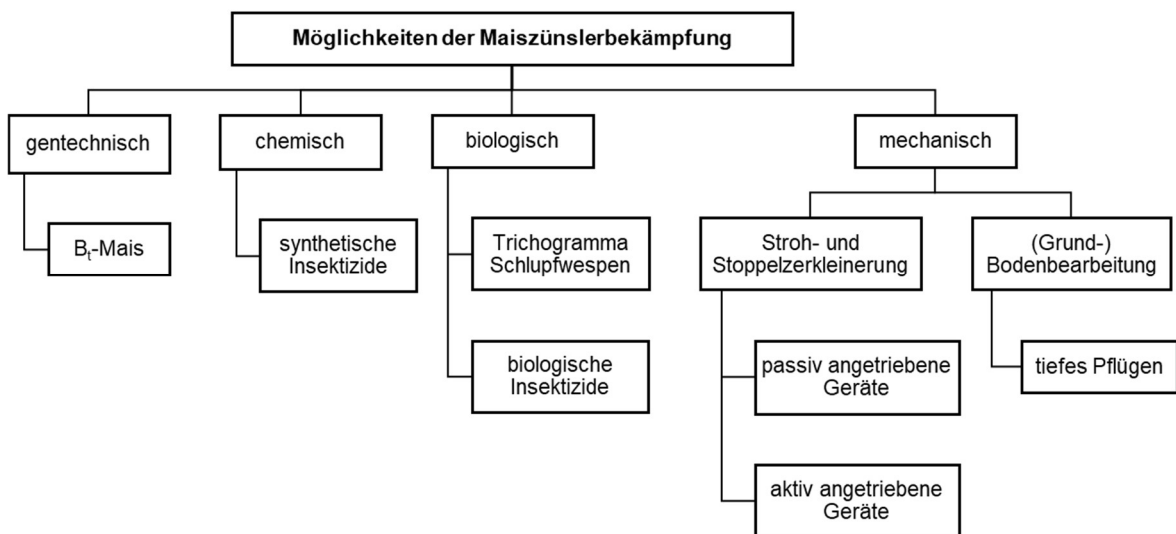 Möglichkeiten der Maiszünslerbekämpfung
gentechnisch
chemisch
biologisch
mechanisch
Bt-Mais
synthetische
Insektizide
Trichogramma
Schlupfwespen
Stroh- und
Stoppelzerkleinerung
(Grund-)
Bodenbearbeitung
biologische
Insektizide
passiv angetriebene
Geräte
tiefes Pflügen
aktiv angetriebene
Geräte